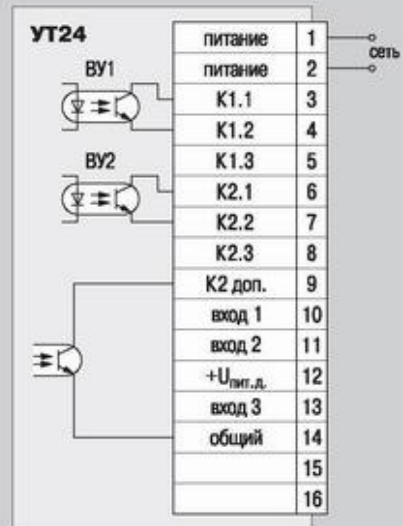 УТ24
ВУ1
ВУ2
питание 1
питание 2
сеть
К1.1 3
К1.2 4
К1.3 5
К2.1 6
К2.2 7
К2.3 8
К2 доп. 9
вход 1 10
вход 2 11
+Uпит.д. 12
вход 3 13
общий 14
15
16